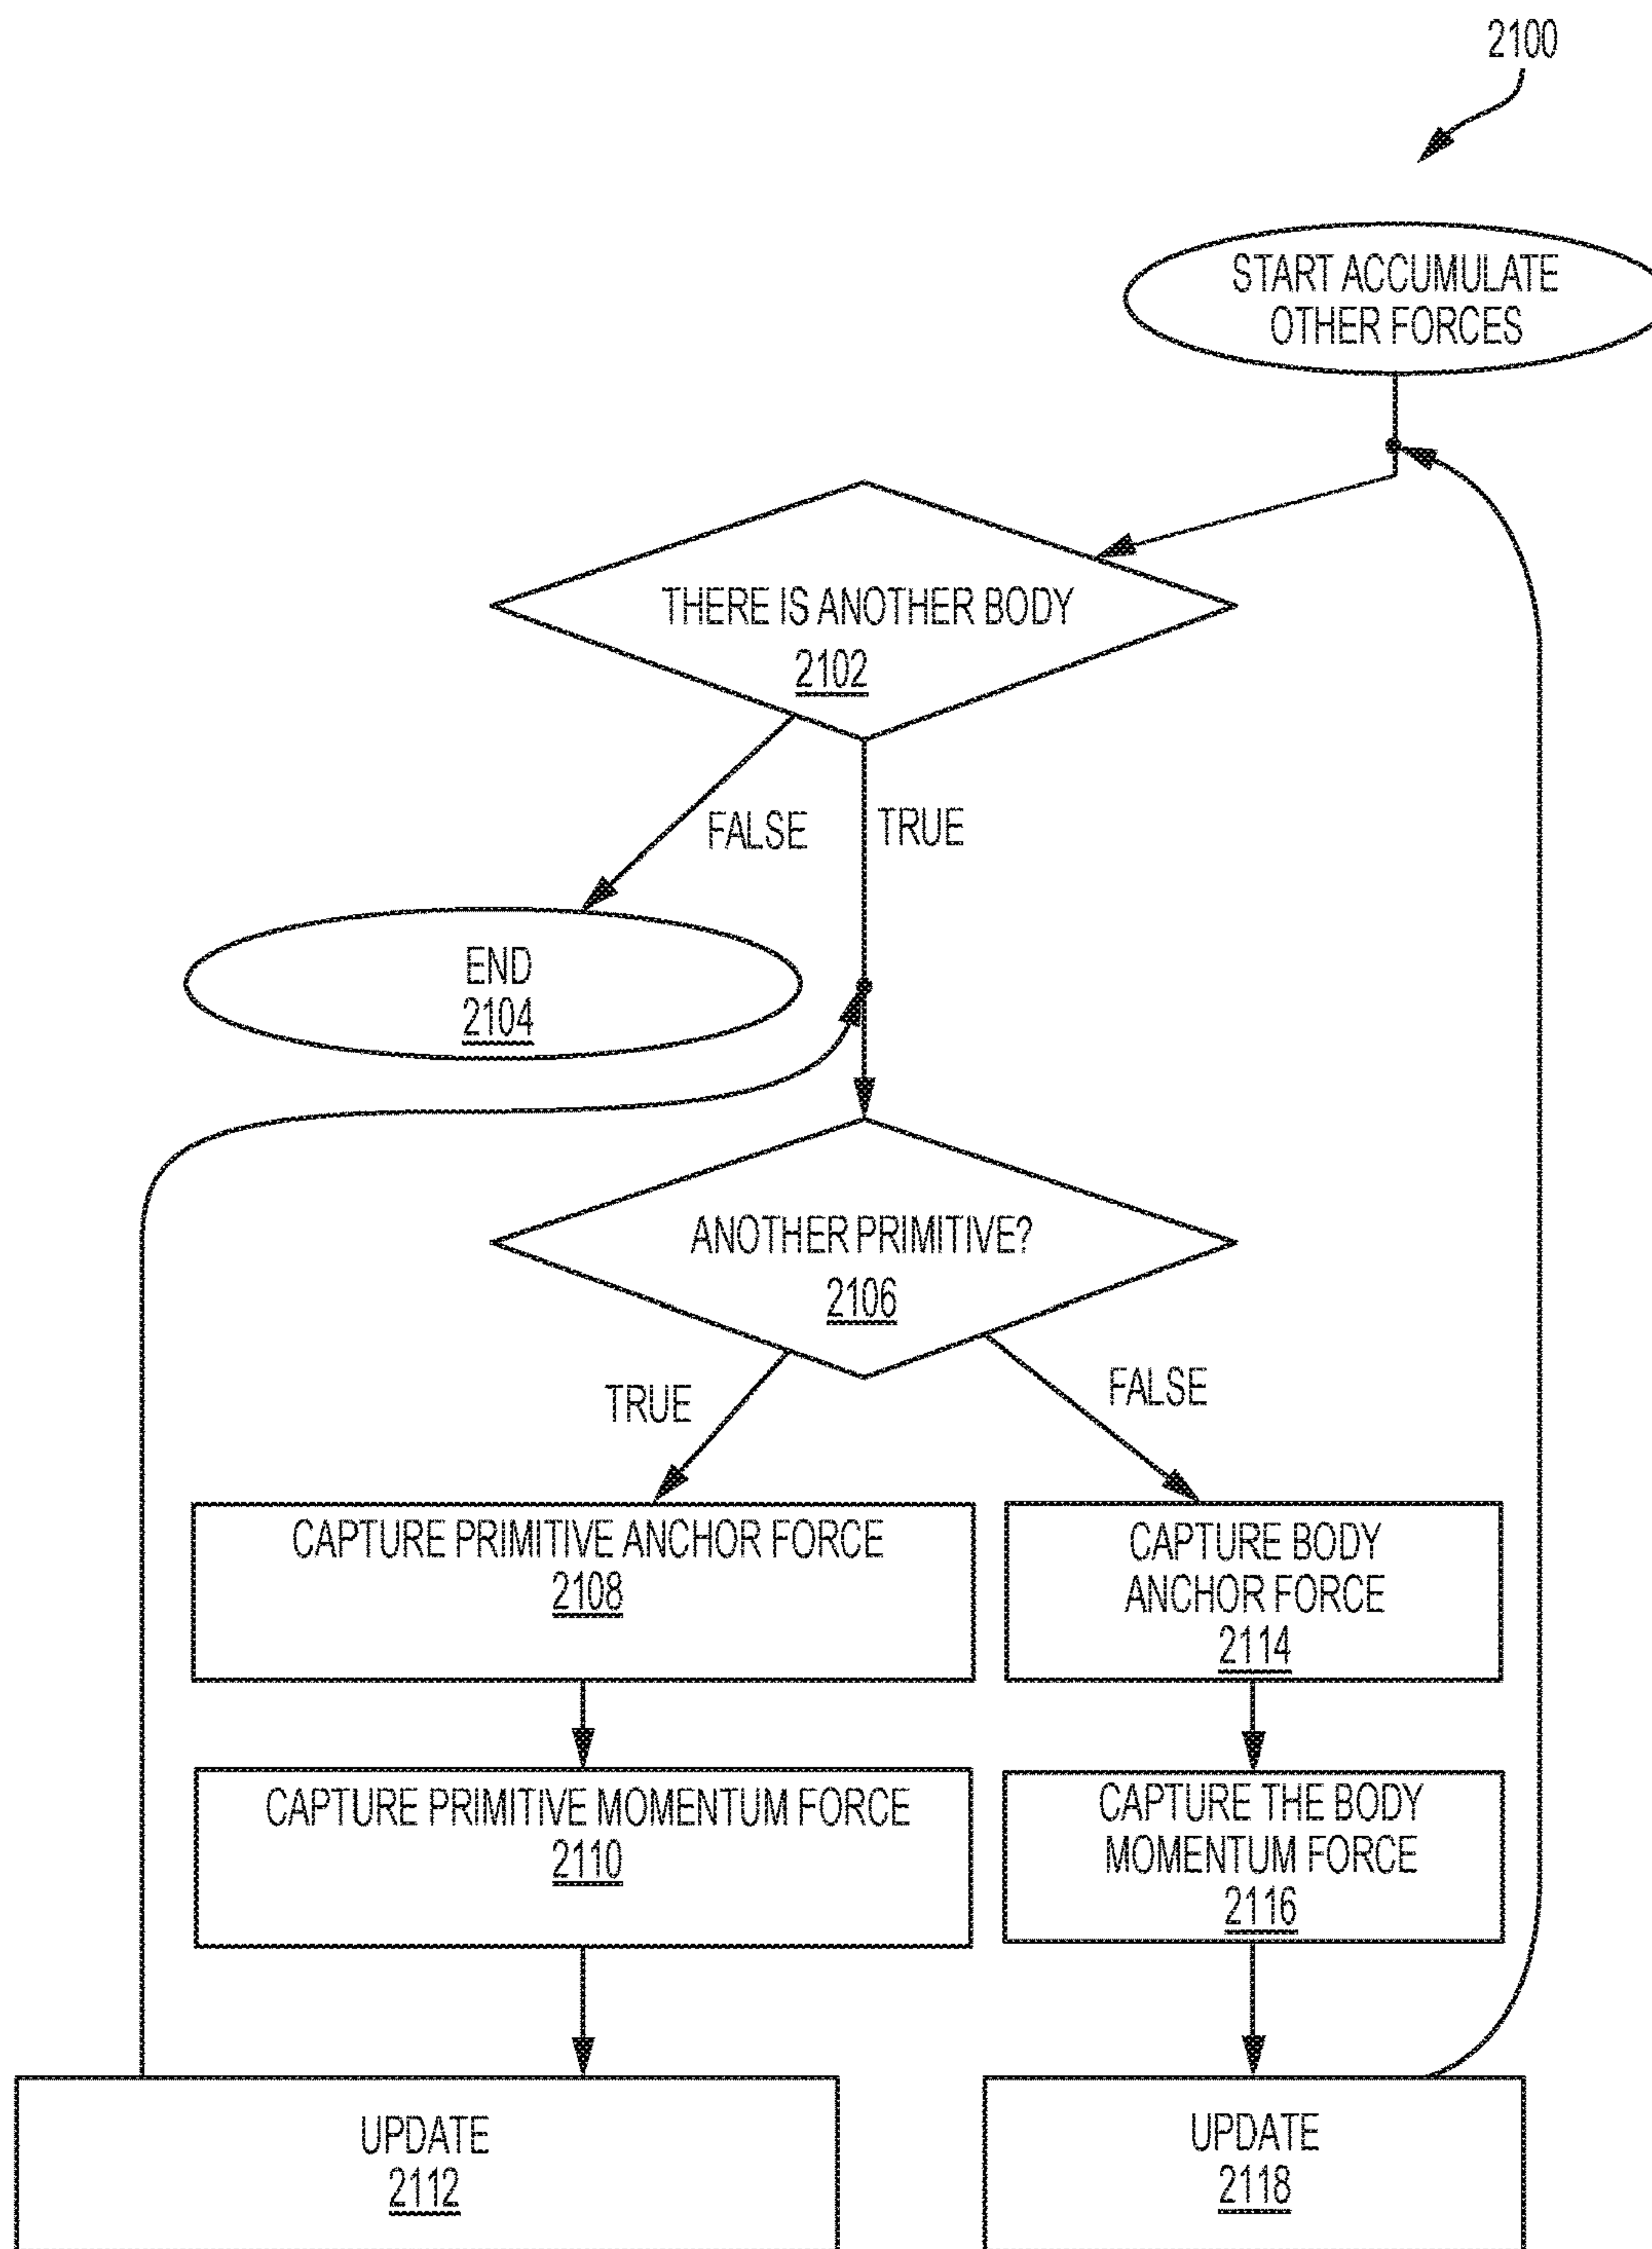 2100
START ACCUMULATE
OTHER FORCES
THERE IS ANOTHER BODY
2102
FALSE
TRUE
END
2104
ANOTHER PRIMITIVE?
2106
TRUE
FALSE
CAPTURE PRIMITIVE ANCHOR FORCE
2108
CAPTURE BODY
ANCHOR FORCE
2114
CAPTURE PRIMITIVE MOMENTUM FORCE
2110
CAPTURE THE BODY
MOMENTUM FORCE
2116
UPDATE
2112
UPDATE
2118